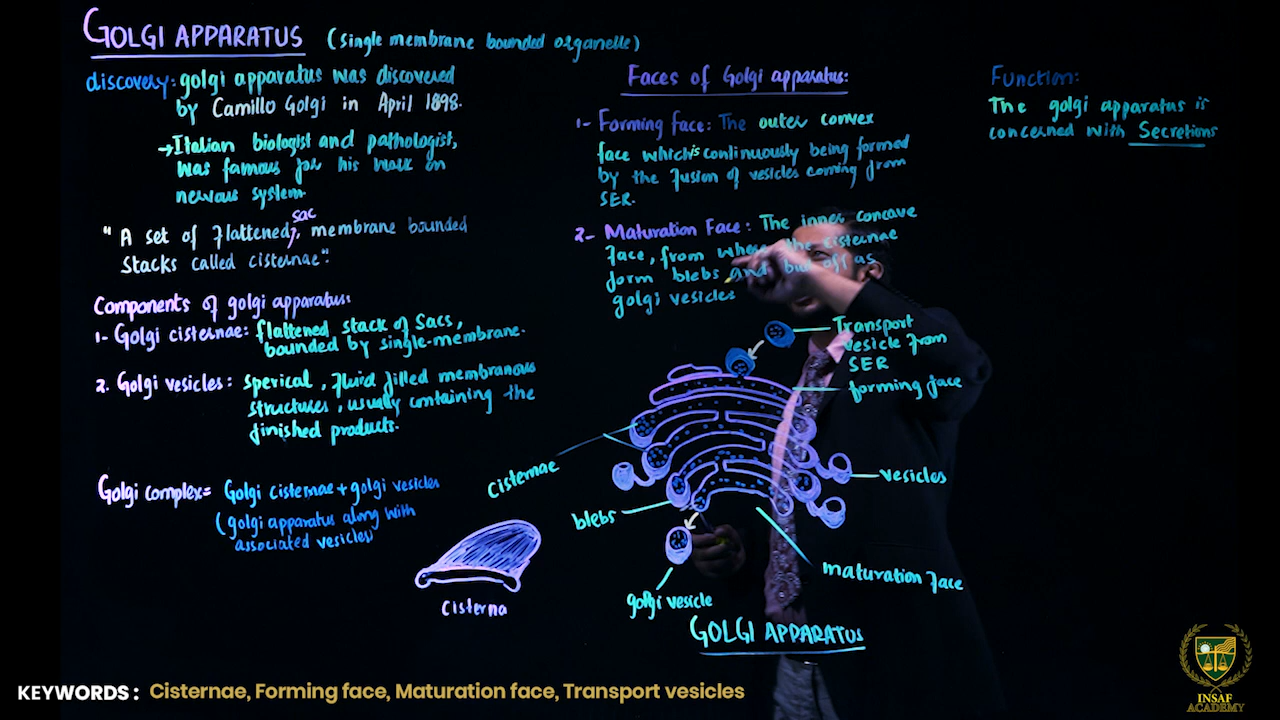 GOLGI APPARATUS (single membrane bounded organelle)
discovery: golgi apparatus was discovered
by Camillo Golgi in April 1898.
→Italian biologist and pathologist,
was famous for his work on
nervous system.
sac
" A set of flattened, membrane bounded
Stacks called cisternae".
Components of golgi apparatus:
1- Golgi cisternae: flattened stack of Sacs,
bounded by single-membrane.
2. Golgi vesicles: sperical, fluid filled membranous
structures, usually containing the
finished products.
Golgi complex = Golgi cisternae + golgi vesicles
(golgi apparatus along with
associated vesicles)
cisterna
Faces of Golgi apparatus:
1- Forming face: The outer convex
face which is continuously being formed
by the fusion of vesicles coming from
SER.
2- Maturation Face: The inner concave
face, from where the cisternae
form blebs and bud off as
golgi vesicles
Transport
vesicle from
SER
forming face
cisternae
vesicles
blebs
maturation face
golgi vesicle
GOLGI APPARATUS
Function:
The golgi apparatus is
concerned with Secretions
KEYWORDS : Cisternae, Forming face, Maturation face, Transport vesicles
INSAF
ACADEMY